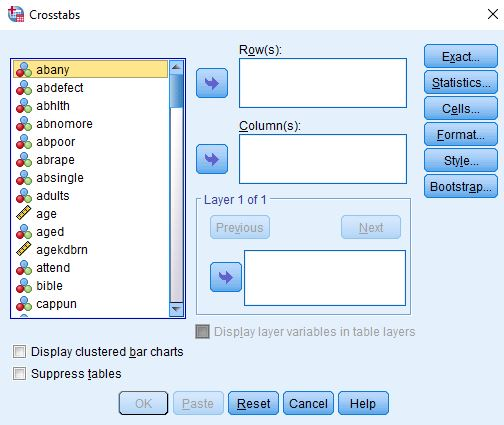 Crosstabs
abany
abdefect
abhlth
abnomore
abpoor
abrape
absingle
adults
age
aged
agekdbrn
attend
bible
cappun
Row(s):
Column(s):
Layer 1 of 1
Previous
Next
Display layer variables in table layers
Exact...
Statistics...
Cells...
Format...
Style...
Bootstrap...
Display clustered bar charts
Suppress tables
OK
Paste
Reset
Cancel
Help